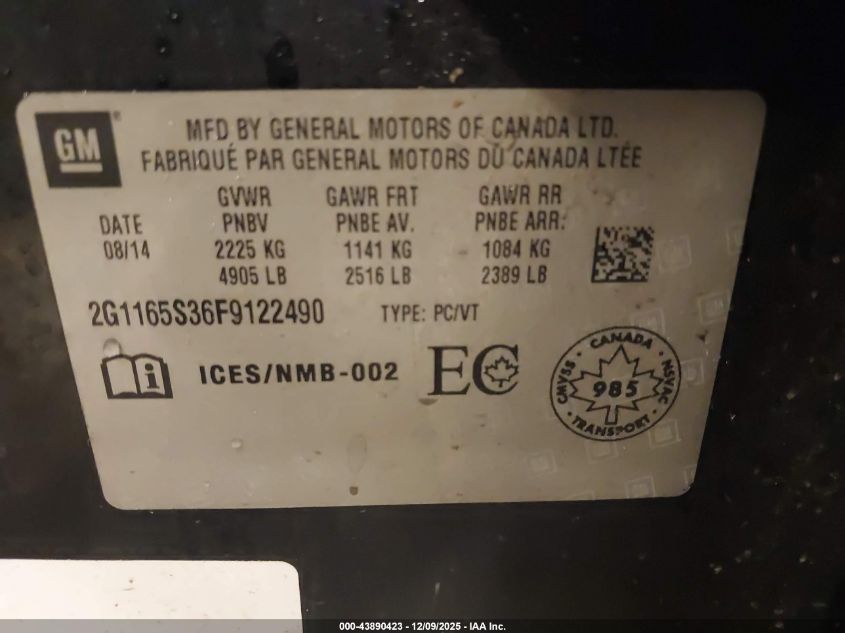 GM
MFD BY GENERAL MOTORS OF CANADA LTD.
FABRIQUÉ PAR GENERAL MOTORS DU CANADA LTÉE
GVWR GAWR FRT GAWR RR
DATE PNBV PNBE AV. PNBE ARR:
08/14 2225 KG 1141 KG 1084 KG
4905 LB 2516 LB 2389 LB
2G1165S36F9122490 TYPE: PC/VT
i ICES/NMB-002 EC
CANADA
CMVSS 985 NSVAC
TRANSPORT
000-43890423 - 12/09/2025 - IAA Inc.